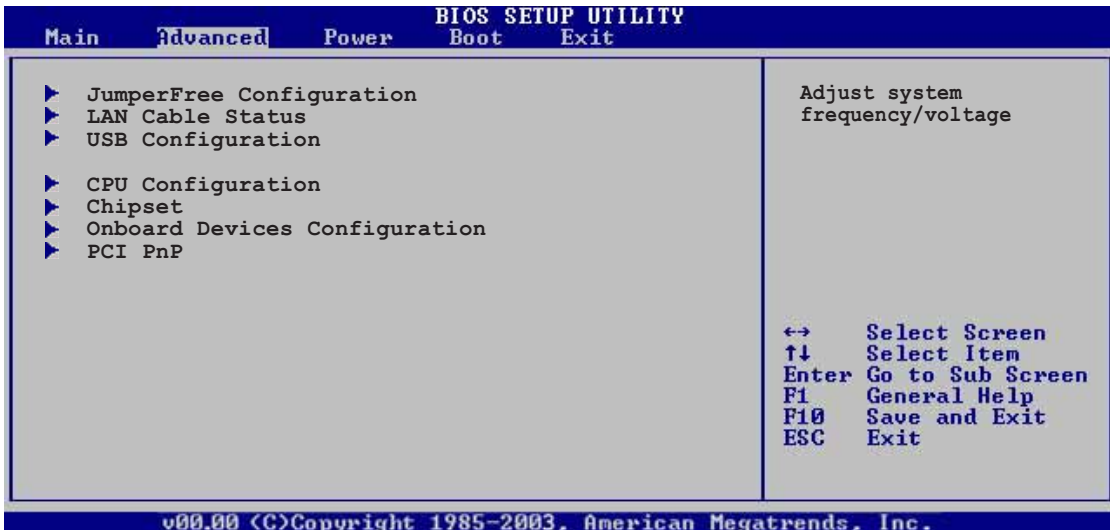 BIOS SETUP UTILITY
Main Advanced Power Boot Exit
JumperFree Configuration
LAN Cable Status
USB Configuration
CPU Configuration
Chipset
Onboard Devices Configuration
PCI PnP
Adjust system
frequency/voltage
←→ Select Screen
↑↓ Select Item
Enter Go to Sub Screen
F1 General Help
F10 Save and Exit
ESC Exit
v00.00 (C)Copyright 1985-2003, American Megatrends, Inc.